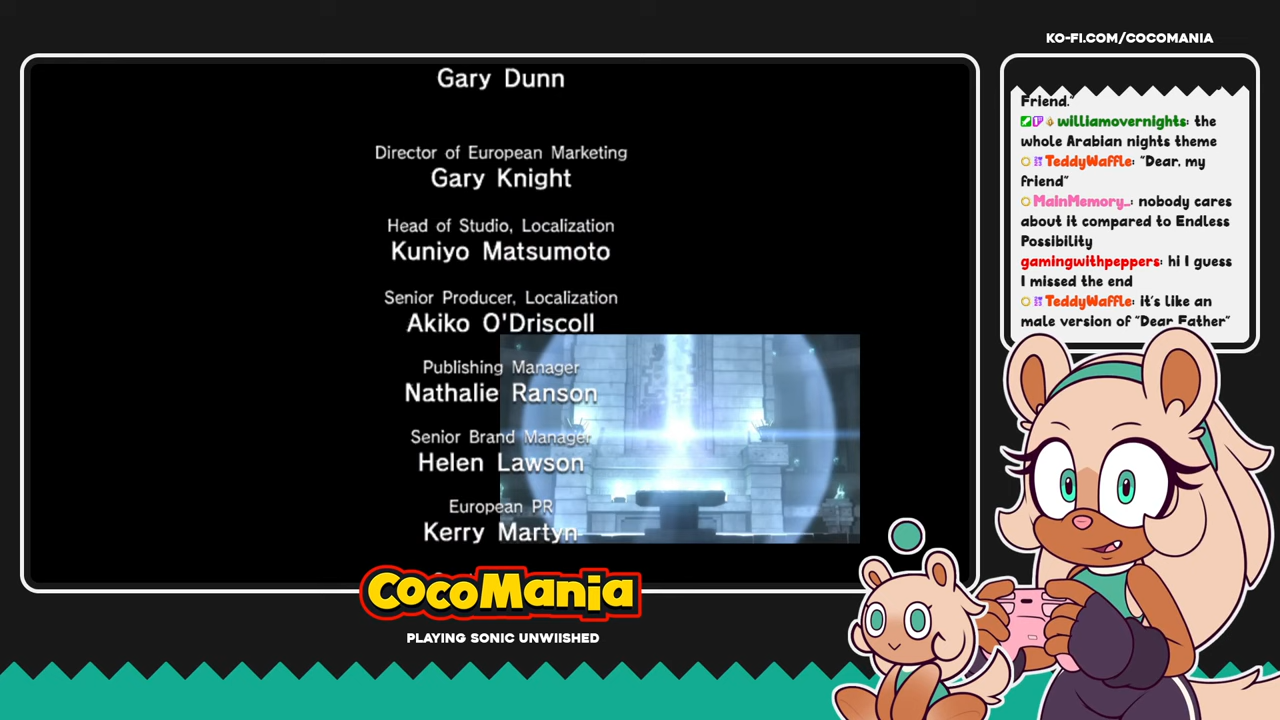 KO-FI.COM/COCOMANIA
Gary Dunn
Director of European Marketing
Gary Knight
Head of Studio, Localization
Kuniyo Matsumoto
Senior Producer, Localization
Akiko O'Driscoll
Publishing Manager
Nathalie Ranson
Senior Brand Manager
Helen Lawson
European PR
Kerry Martyn
Friend."
williamovernights: the
whole Arabian nights theme
TeddyWaffle: "Dear, my
friend"
MainMemory_: nobody cares
about it compared to Endless
Possibility
gamingwithpeppers: hi I guess
I missed the end
TeddyWaffle: it's like an
male version of "Dear Father"
CocoMania
PLAYING SONIC UNWIISHED